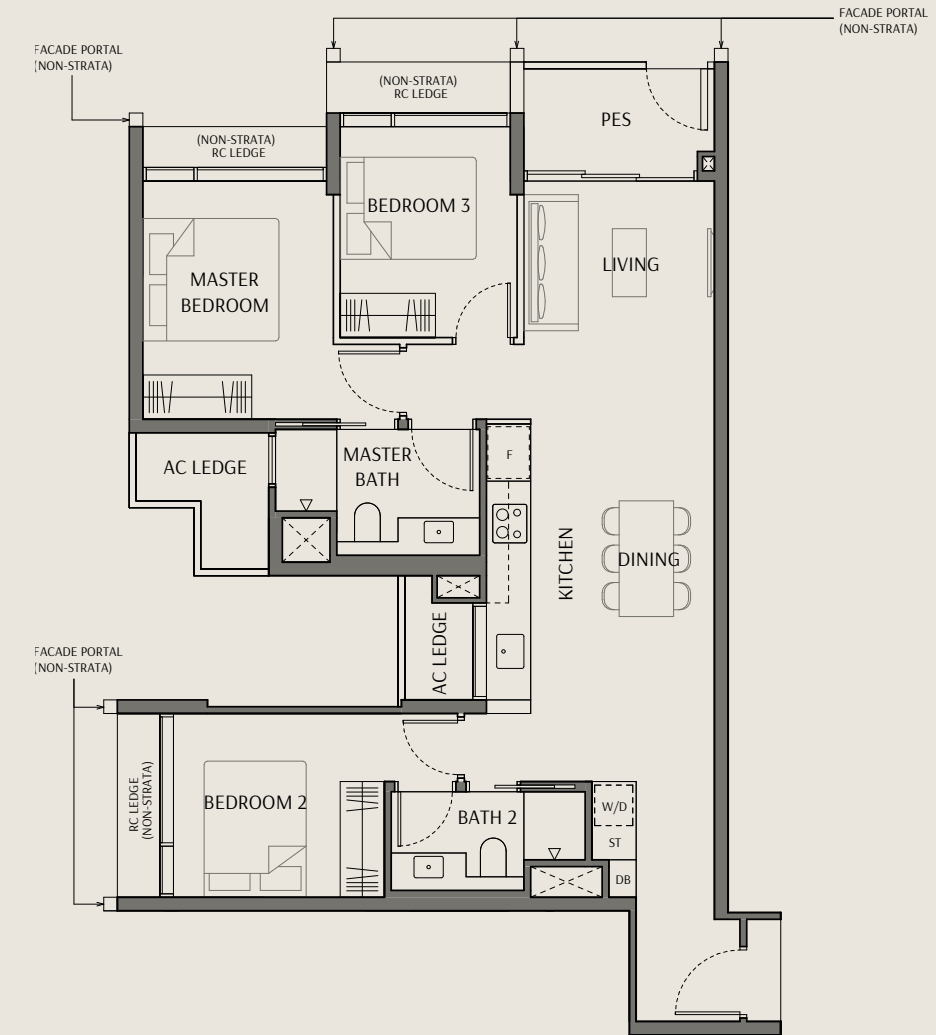 FACADE PORTAL
(NON-STRATA)
FACADE PORTAL
(NON-STRATA)
(NON-STRATA)
RC LEDGE
PES
(NON-STRATA)
RC LEDGE
BEDROOM 3
MASTER
BEDROOM
LIVING
AC LEDGE
MASTER
BATH
F
KITCHEN
DINING
AC LEDGE
FACADE PORTAL
(NON-STRATA)
RC LEDGE
(NON-STRATA)
BEDROOM 2
BATH 2
W/D
ST
DB